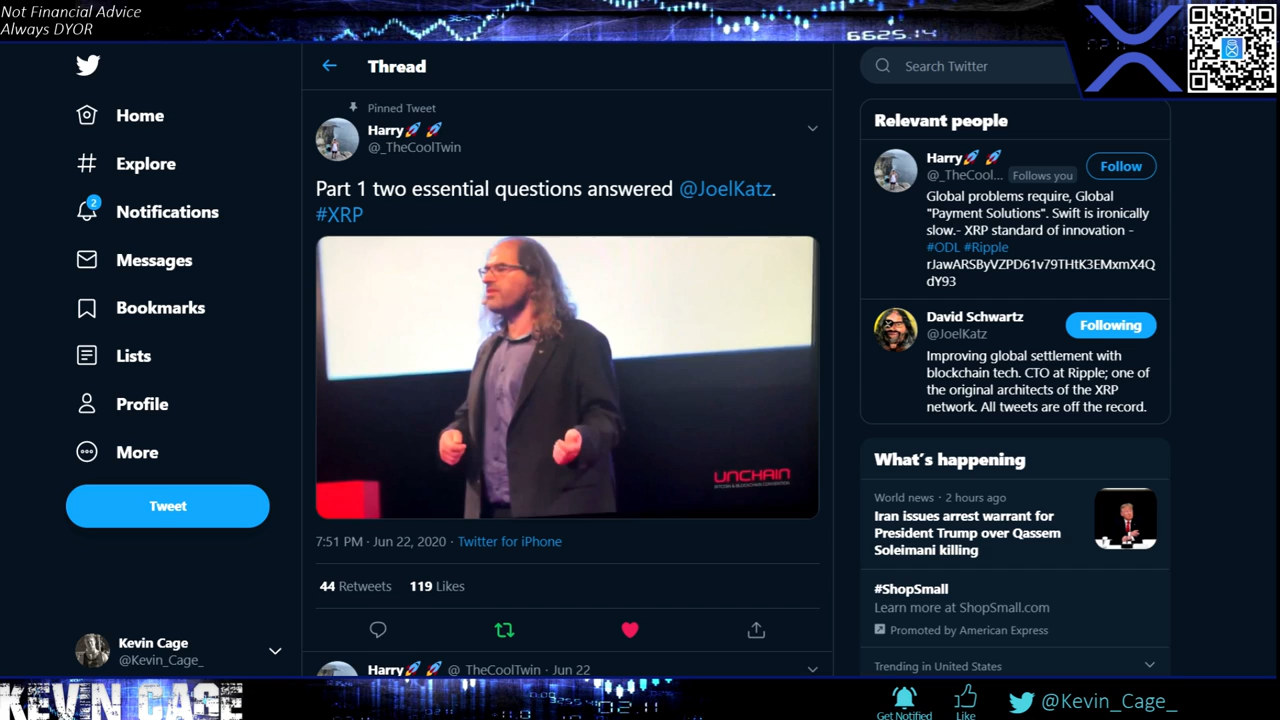 Not Financial Advice
Always DYOR
6625.14
Thread
Search Twitter
Home
Explore
2
Notifications
Messages
Bookmarks
Lists
Profile
More
Tweet
Kevin Cage
@Kevin_Cage_
Pinned Tweet
Harry🚀 🚀
@_TheCoolTwin
Part 1 two essential questions answered @JoelKatz.
#XRP
UNCHAIN
BITCOIN & BLOCKCHAIN CONVENTION
7:51 PM · Jun 22, 2020 · Twitter for iPhone
44 Retweets 119 Likes
Harry🚀 🚀 @_TheCoolTwin · Jun 22
Relevant people
Harry🚀 🚀
@_TheCool... Follows you
Follow
Global problems require, Global
"Payment Solutions". Swift is ironically
slow.- XRP standard of innovation -
#ODL #Ripple
rJawARSByVZPD61v79THtK3EMxmX4Q
dY93
David Schwartz
@JoelKatz
Following
Improving global settlement with
blockchain tech. CTO at Ripple; one of
the original architects of the XRP
network. All tweets are off the record.
What's happening
World news · 2 hours ago
Iran issues arrest warrant for
President Trump over Qassem
Soleimani killing
#ShopSmall
Learn more at ShopSmall.com
Promoted by American Express
Trending in United States
KEVIN CAGE
Get Notified
Like
@Kevin_Cage_